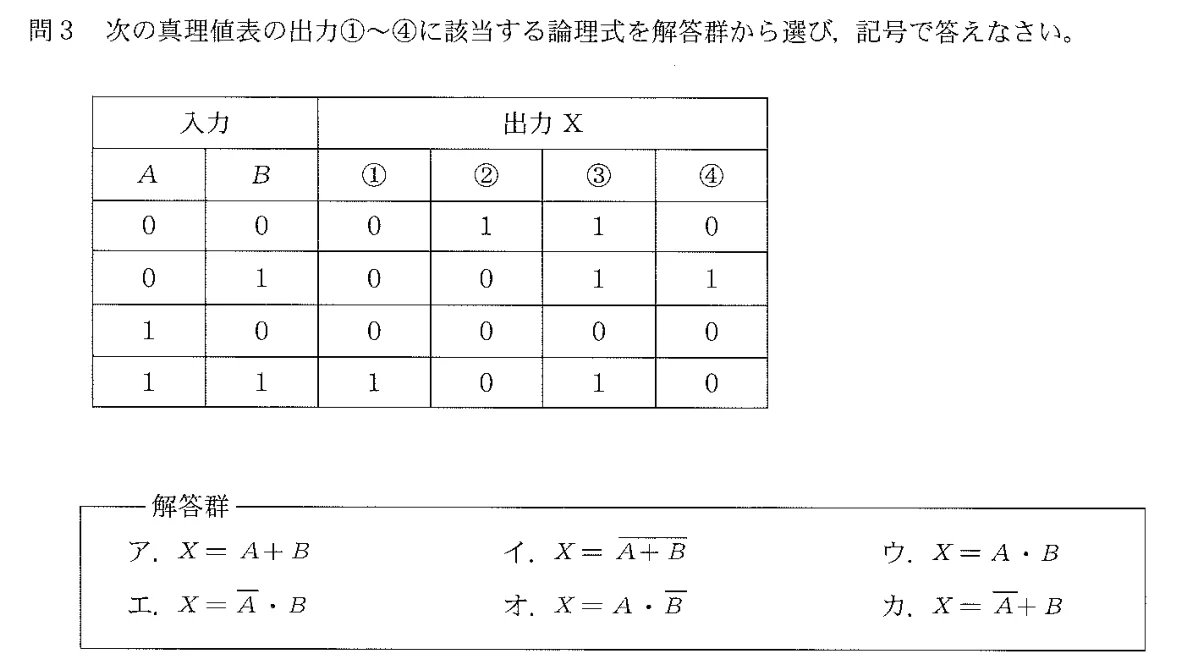 問3 次の真理値表の出力①～④に該当する論理式を解答群から選び，記号で答えなさい。
入力 出力 X
A B ① ② ③ ④
0 0 0 1 1 0
0 1 0 0 1 1
1 0 0 0 0 0
1 1 1 0 1 0
解答群
ア．X = A + B イ．X = A̅ ̅+̅ ̅B̅ ウ．X = A・B
エ．X = A̅・B オ．X = A・B̅ カ．X = A̅ + B